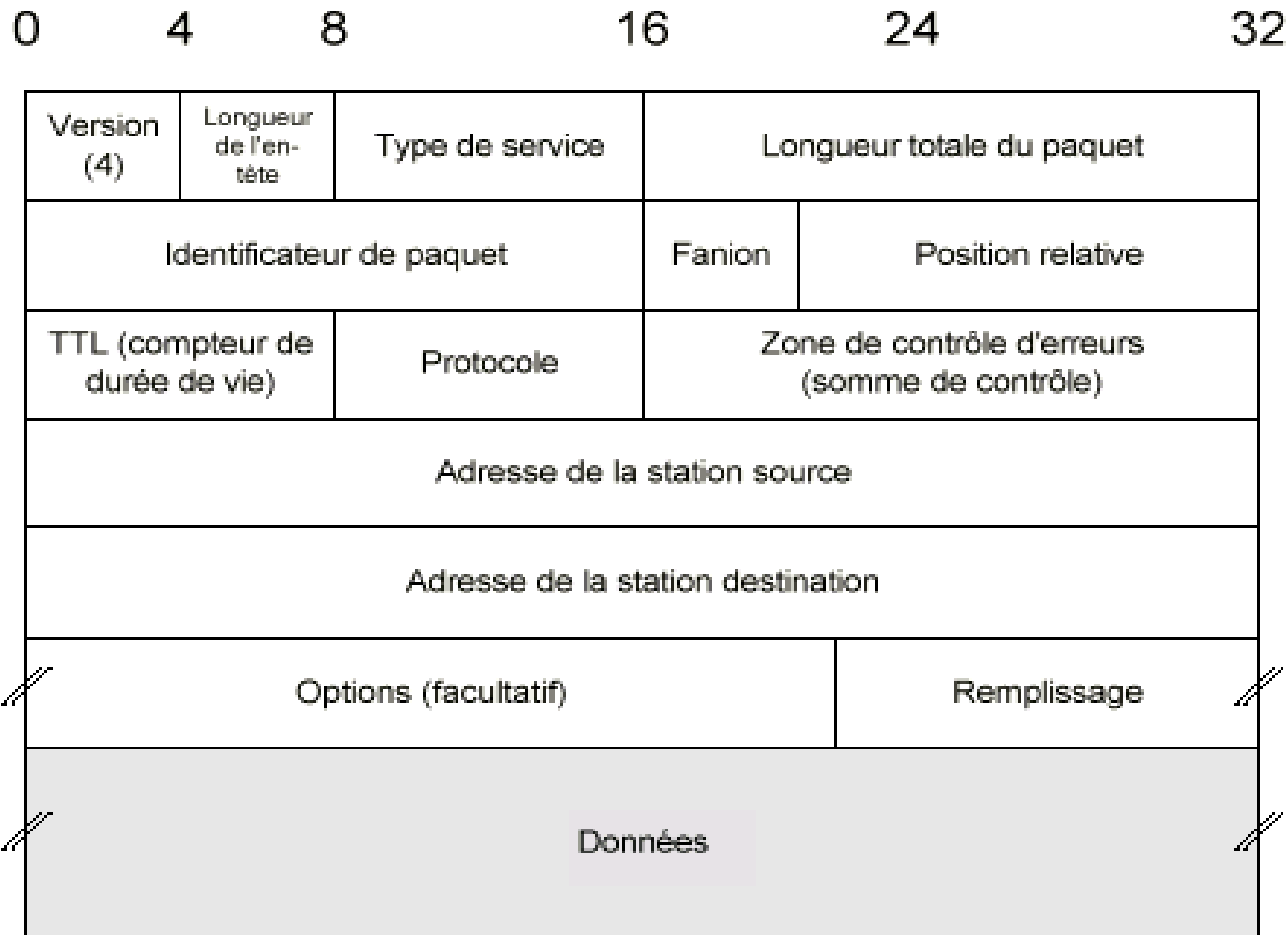 0 4 8 16 24 32
Version
(4)
Longueur
de l'en-
tête
Type de service
Longueur totale du paquet
Identificateur de paquet
Fanion
Position relative
TTL (compteur de
durée de vie)
Protocole
Zone de contrôle d'erreurs
(somme de contrôle)
Adresse de la station source
Adresse de la station destination
Options (facultatif)
Remplissage
Données